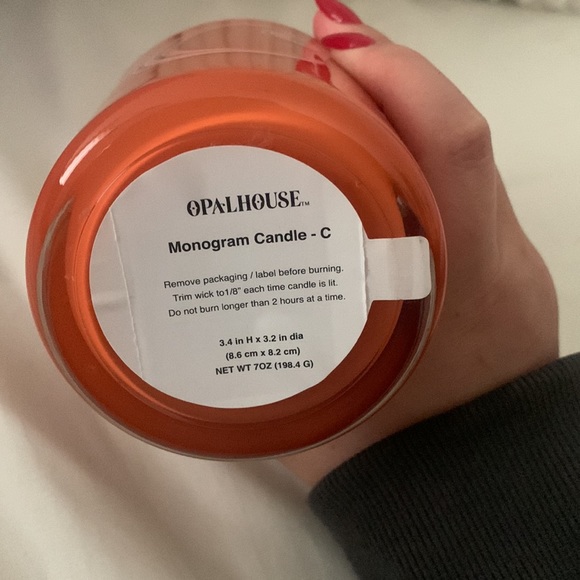 OPALHOUSE™
Monogram Candle - C
Remove packaging / label before burning.
Trim wick to1/8" each time candle is lit.
Do not burn longer than 2 hours at a time.
3.4 in H x 3.2 in dia
(8.6 cm x 8.2 cm)
NET WT 7OZ (198.4 G)